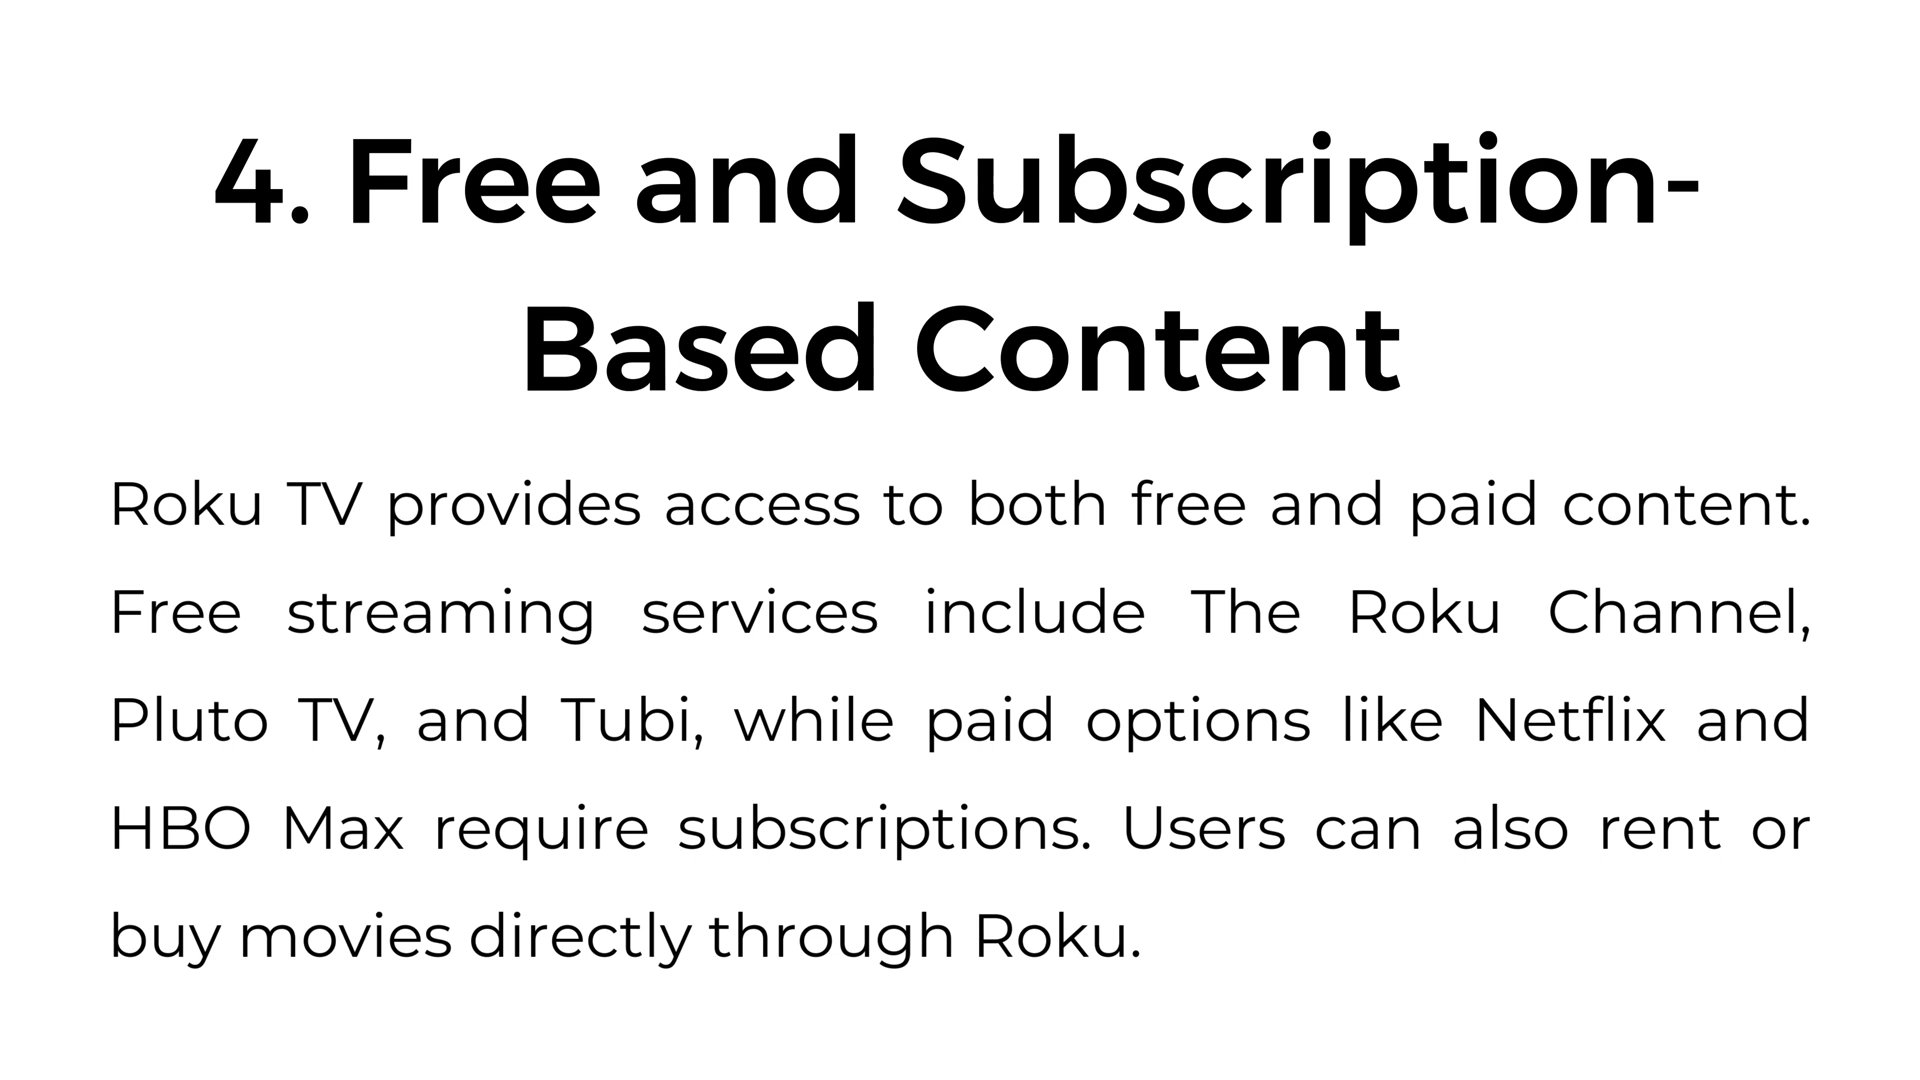 4. Free and Subscription-
Based Content
Roku TV provides access to both free and paid content.
Free streaming services include The Roku Channel,
Pluto TV, and Tubi, while paid options like Netflix and
HBO Max require subscriptions. Users can also rent or
buy movies directly through Roku.